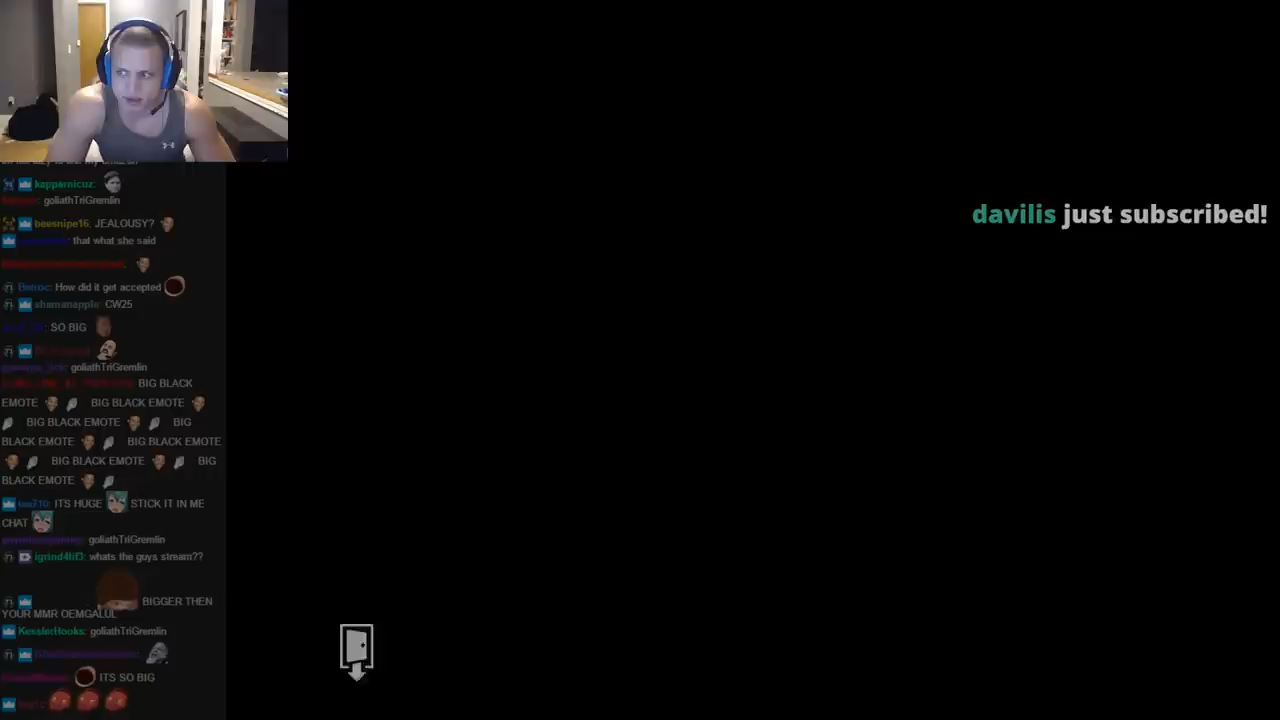 kapparnicuz:
goliathTriGremlin
beesnipe16: JEALOUSY?
: that what she said
Barroc: How did it get accepted
shamanapple: CW25
: SO BIG
goliathTriGremlin
BIG BLACK
EMOTE BIG BLACK EMOTE
BIG BLACK EMOTE BIG
BLACK EMOTE BIG BLACK EMOTE
BIG BLACK EMOTE BIG
BLACK EMOTE
ITS HUGE STICK IT IN ME
CHAT
goliathTriGremlin
igrind4lif3: whats the guys stream??
BIGGER THEN
YOUR MMR OEMGALUL
KesslerHooks: goliathTriGremlin
ITS SO BIG
davilis just subscribed!